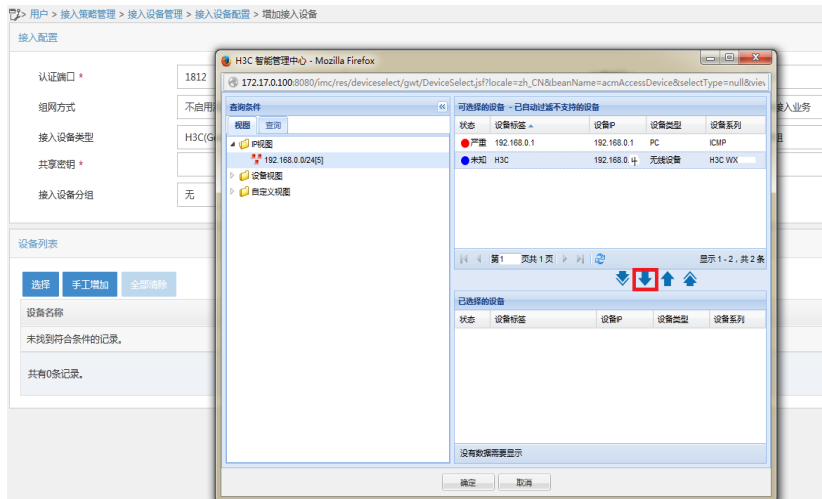 用户 > 接入策略管理 > 接入设备管理 > 接入设备配置 > 增加接入设备
接入配置
认证端口 *
1812
组网方式
不启用
接入业务
接入设备类型
H3C(Ge
组
共享密钥 *
接入设备分组
无
设备列表
选择
手工增加
全部清除
设备名称
未找到符合条件的记录。
共有0条记录。
H3C 智能管理中心 - Mozilla Firefox
172.17.0.100:8080/imc/res/deviceselect/gwt/DeviceSelect.jsf?locale=zh_CN&beanName=acmAccessDevice&selectType=null&view
查询条件
视图
查询
IP视图
192.168.0.0/24[5]
设备视图
自定义视图
可选择的设备 - 已自动过滤不支持的设备
状态 设备标签 设备IP 设备类型 设备系列
严重 192.168.0.1 192.168.0.1 PC ICMP
未知 H3C 192.168.0.4 无线设备 H3C WX
第1 页共1页
显示1 - 2，共2条
已选择的设备
状态 设备标签 设备IP 设备类型 设备系列
没有数据需要显示
确定
取消